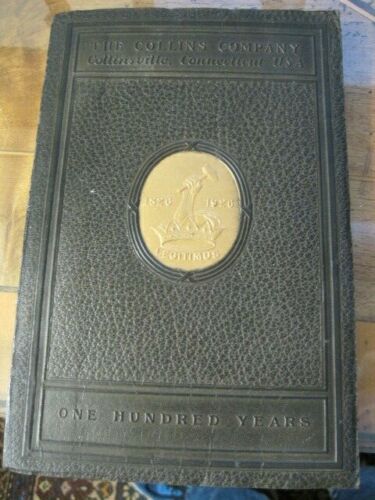 THE COLLINS COMPANY
Collinsville, Connecticut U.S.A
1826 1926
LEGITIMUS
ONE HUNDRED YEARS